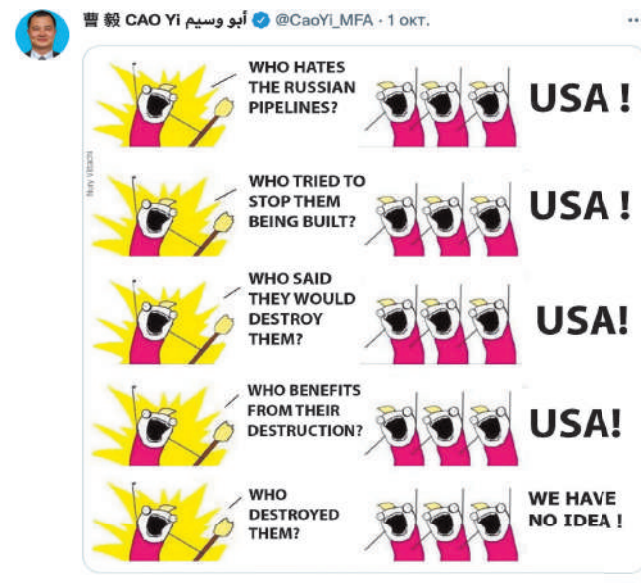 曹 毅 CAO Yi أبو وسيم @CaoYi_MFA · 1 окт.
WHO HATES
THE RUSSIAN
PIPELINES?
USA !
Nury Vittachi
WHO TRIED TO
STOP THEM
BEING BUILT?
USA !
WHO SAID
THEY WOULD
DESTROY
THEM?
USA!
WHO BENEFITS
FROM THEIR
DESTRUCTION?
USA!
WHO
DESTROYED
THEM?
WE HAVE
NO IDEA !